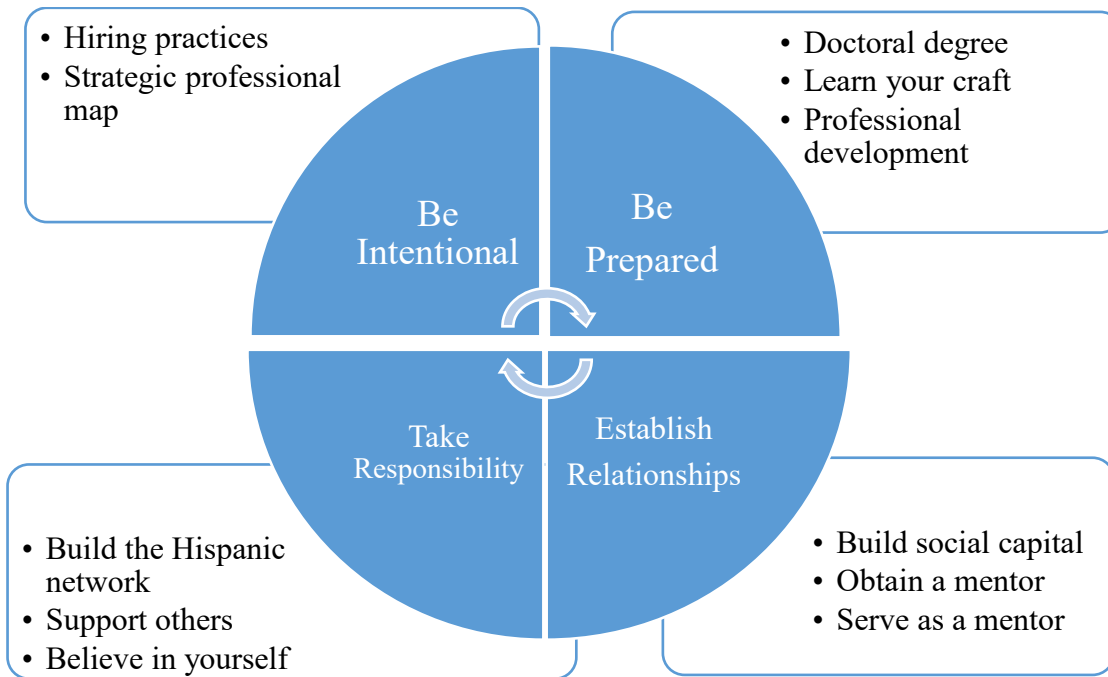 • Hiring practices
• Strategic professional
map
• Doctoral degree
• Learn your craft
• Professional
development
Be
Intentional
Be
Prepared
Take
Responsibility
Establish
Relationships
• Build the Hispanic
network
• Support others
• Believe in yourself
• Build social capital
• Obtain a mentor
• Serve as a mentor